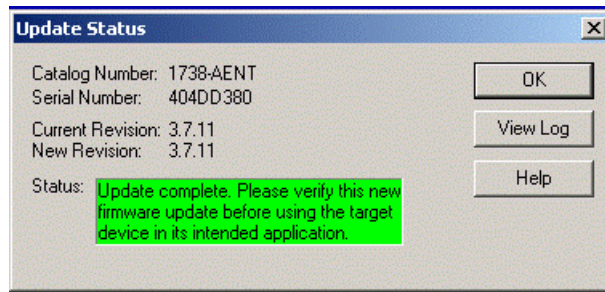 Update Status
Catalog Number: 1738-AENT
Serial Number: 404DD380
Current Revision: 3.7.11
New Revision: 3.7.11
Status: Update complete. Please verify this new
firmware update before using the target
device in its intended application.
OK
View Log
Help